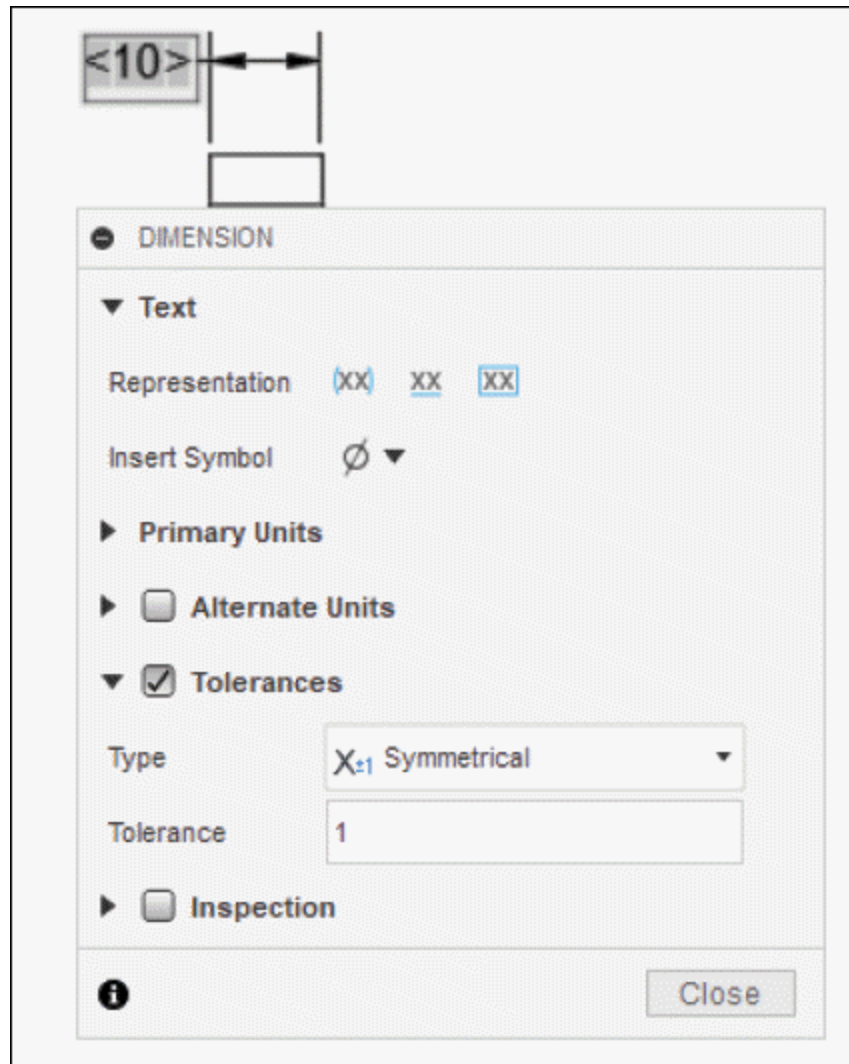 <10>
DIMENSION
Text
Representation (XX) XX XX
Insert Symbol Ø
Primary Units
Alternate Units
Tolerances
Type X±1 Symmetrical
Tolerance 1
Inspection
Close